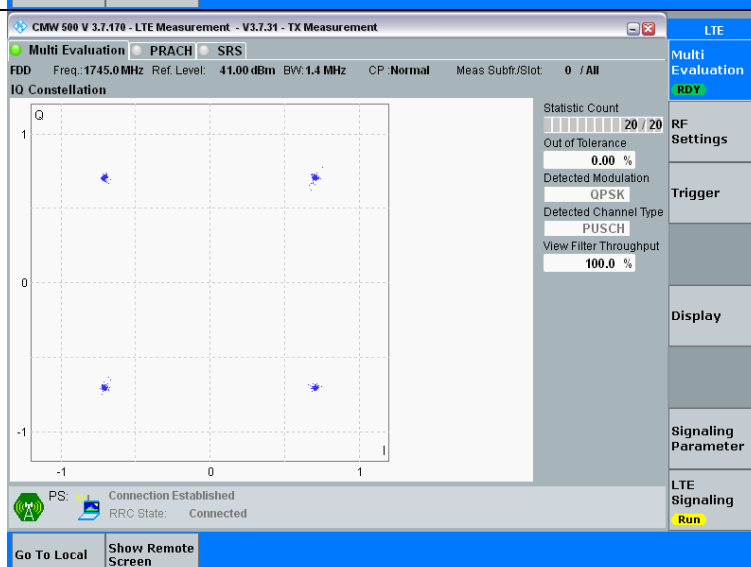 CMW 500 V 3.7.170 - LTE Measurement - V3.7.31 - TX Measurement
LTE
Multi Evaluation PRACH SRS
Multi
Evaluation
RDY
FDD Freq.: 1745.0 MHz Ref. Level: 41.00 dBm BW: 1.4 MHz CP : Normal Meas Subfr./Slot: 0 / All
IQ Constellation
Q
1
0
-1
-1 0 1
I
Statistic Count
20 / 20
Out of Tolerance
0.00 %
Detected Modulation
QPSK
Detected Channel Type
PUSCH
View Filter Throughput
100.0 %
RF
Settings
Trigger
Display
Signaling
Parameter
LTE
Signaling
Run
PS: Connection Established
RRC State: Connected
Go To Local
Show Remote
Screen